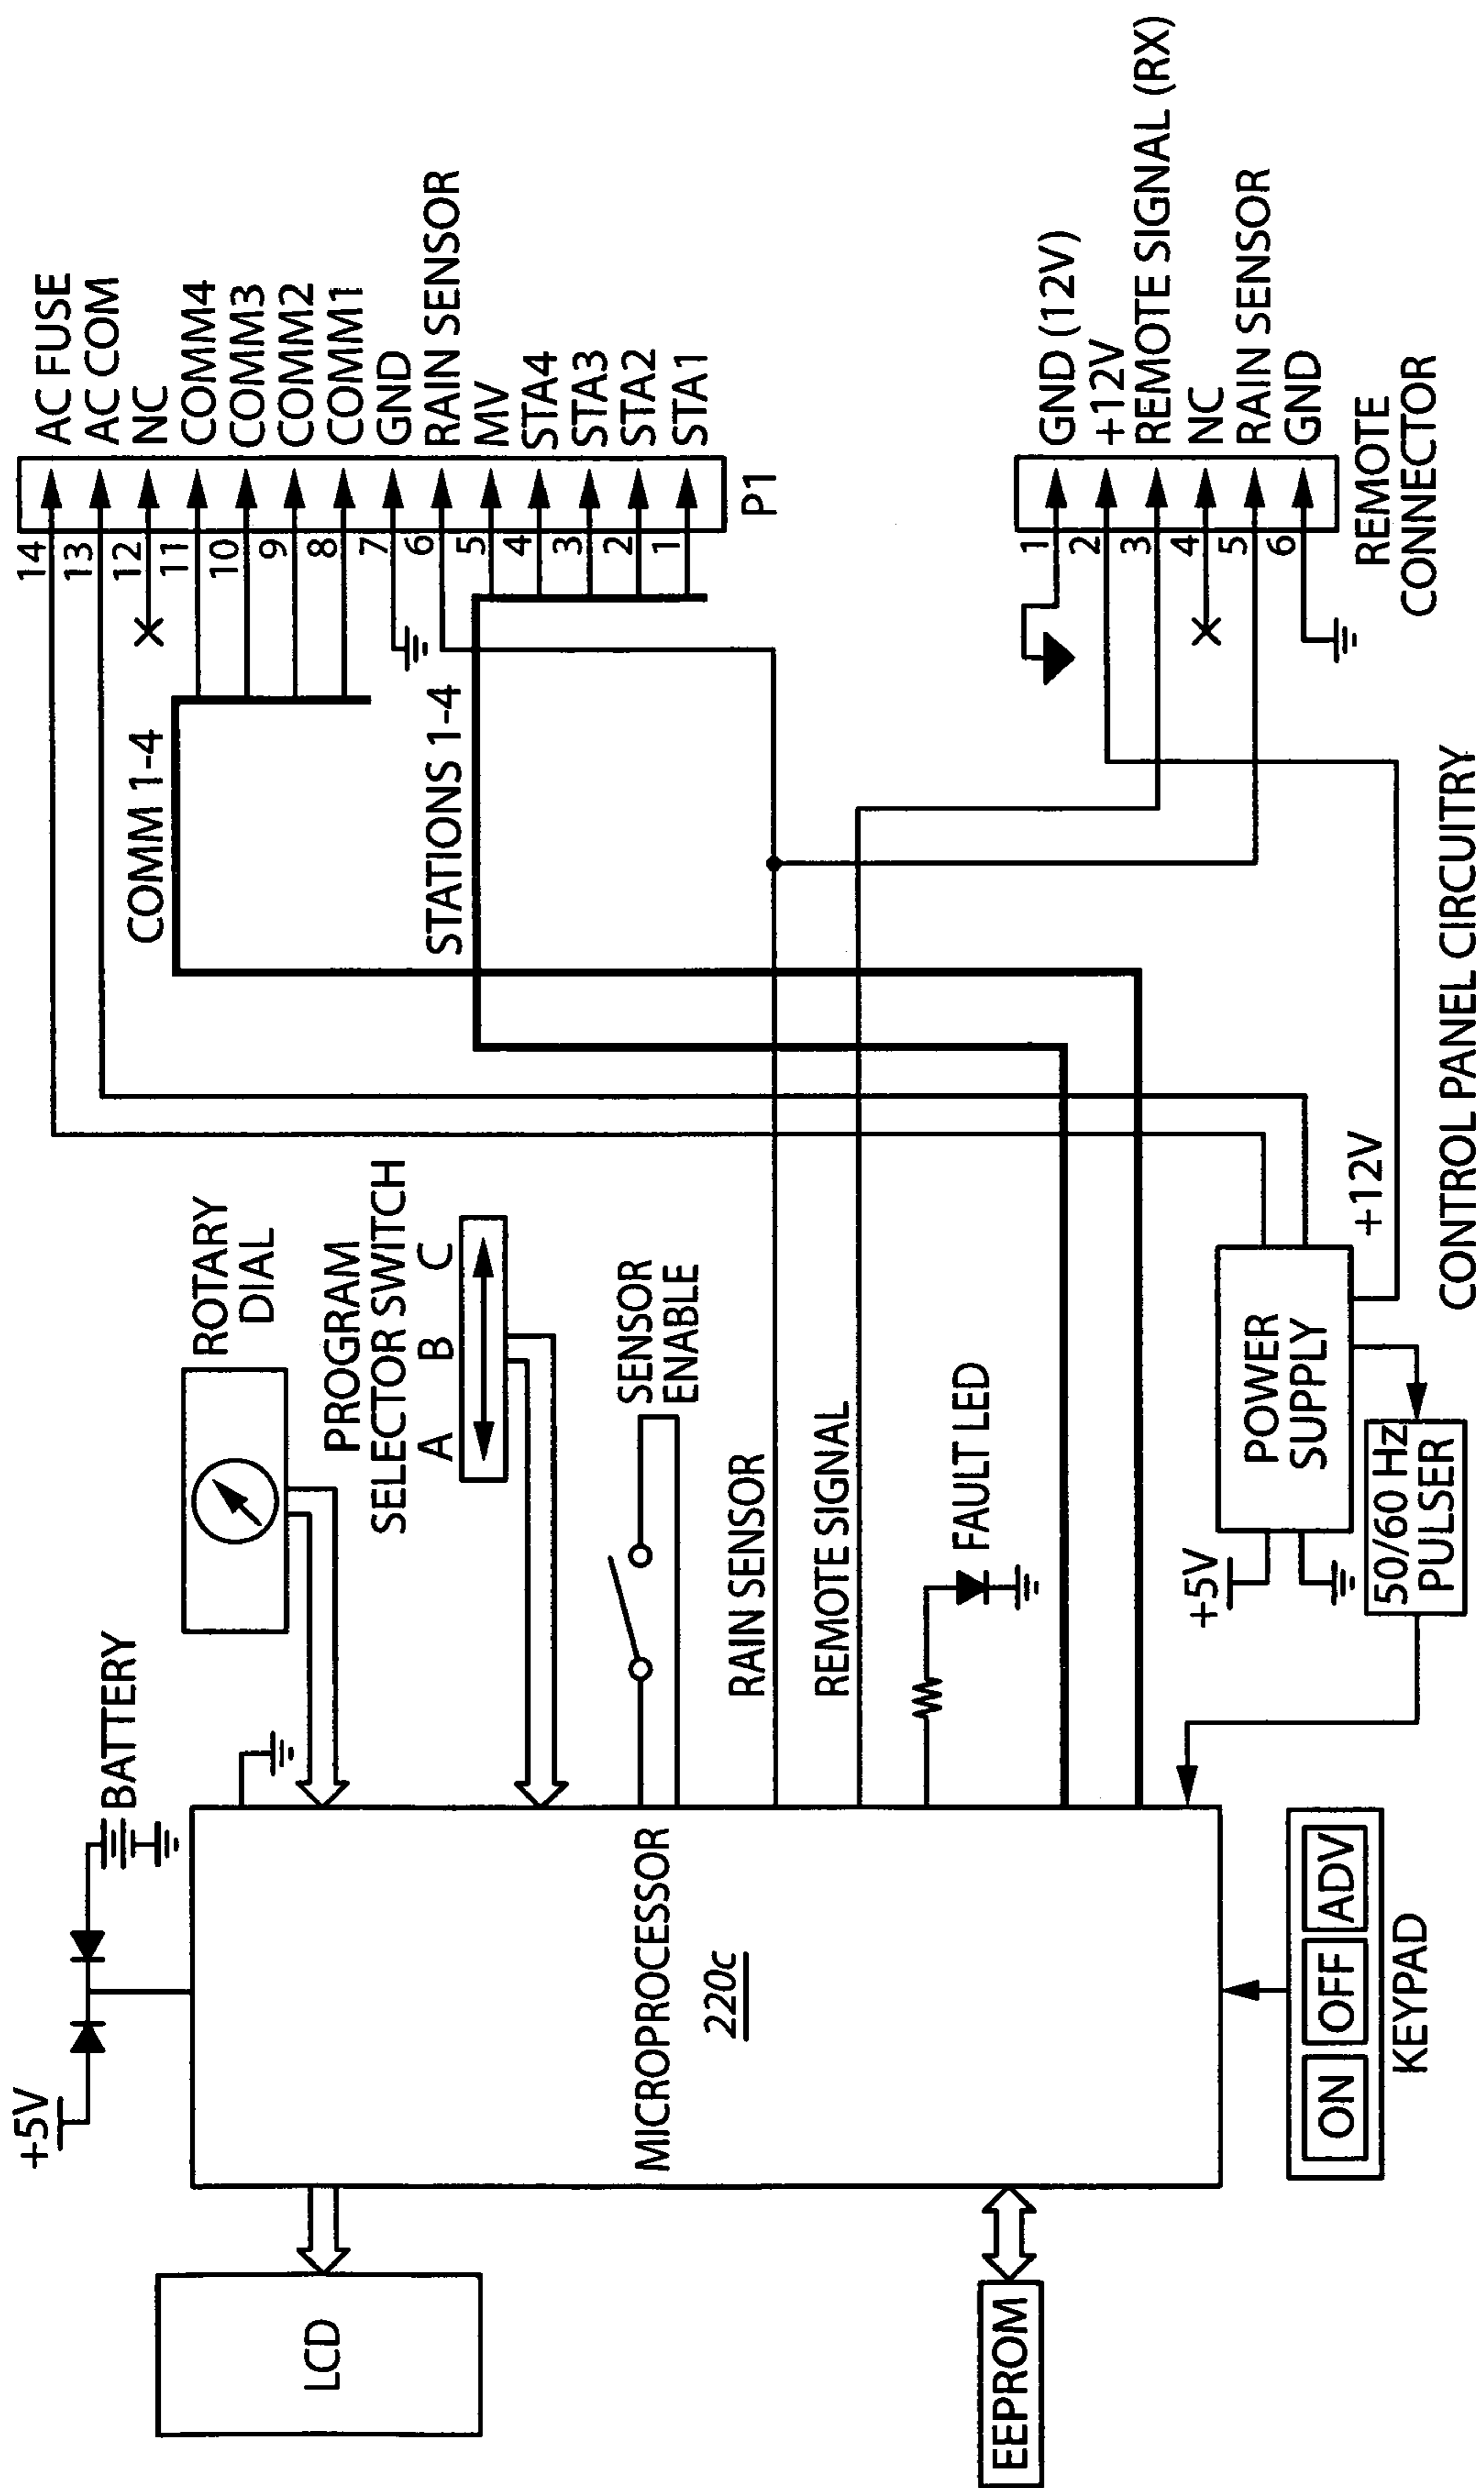 +5V
BATTERY
ROTARY
DIAL
PROGRAM
SELECTOR SWITCH
A B C
SENSOR
ENABLE
LCD
MICROPROCESSOR
220c
RAIN SENSOR
REMOTE SIGNAL
FAULT LED
EEPROM
ON OFF ADV
KEYPAD
+5V
POWER
SUPPLY
+12V
50/60 Hz
PULSER
COMM 1-4
STATIONS 1-4
14 AC FUSE
13 AC COM
12 NC
11 COMM4
10 COMM3
9 COMM2
8 COMM1
7 GND
6 RAIN SENSOR
5 MV
4 STA4
3 STA3
2 STA2
1 STA1
P1
1 GND (12V)
2 +12V
3 REMOTE SIGNAL (RX)
4 NC
5 RAIN SENSOR
6 GND
REMOTE
CONNECTOR
CONTROL PANEL CIRCUITRY